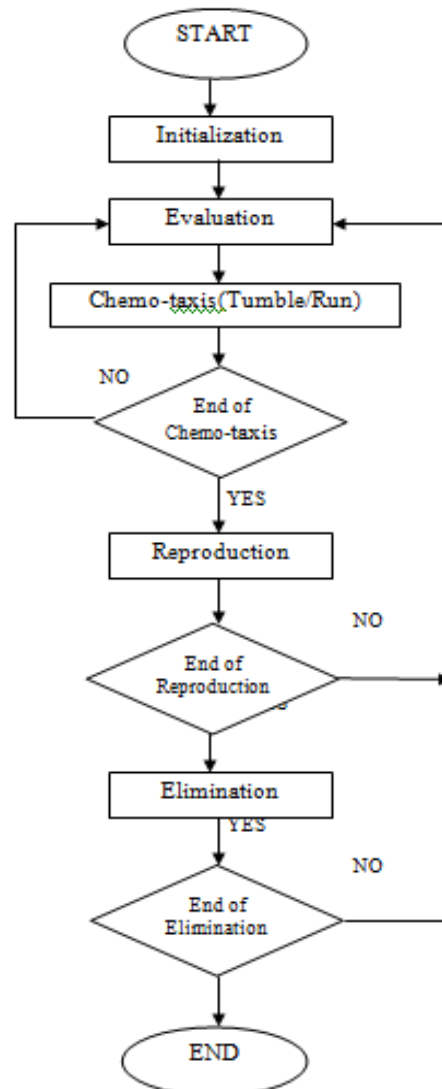 START
Initialization
Evaluation
Chemo-taxis(Tumble/Run)
NO
End of
Chemo-taxis
YES
Reproduction
NO
End of
Reproduction
Elimination
YES
NO
End of
Elimination
END